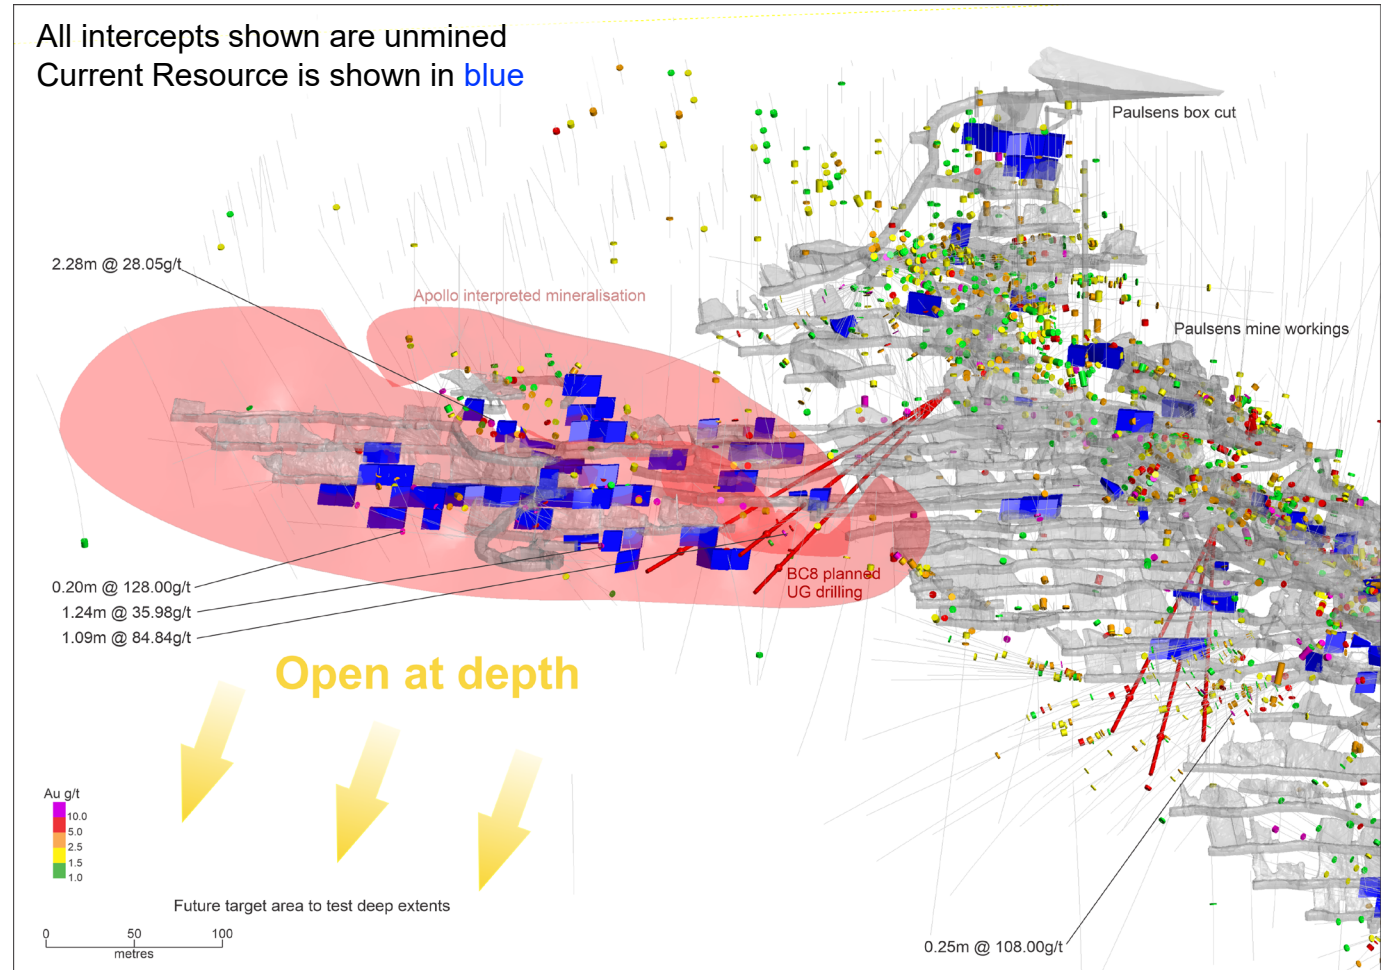 All intercepts shown are unmined
Current Resource is shown in blue
Paulsens box cut
2.28m @ 28.05g/t
Apollo interpreted mineralisation
Paulsens mine workings
BC8 planned
UG drilling
0.20m @ 128.00g/t
1.24m @ 35.98g/t
1.09m @ 84.84g/t
Open at depth
Au g/t
10.0
5.0
2.5
1.5
1.0
Future target area to test deep extents
0 50 100
metres
0.25m @ 108.00g/t